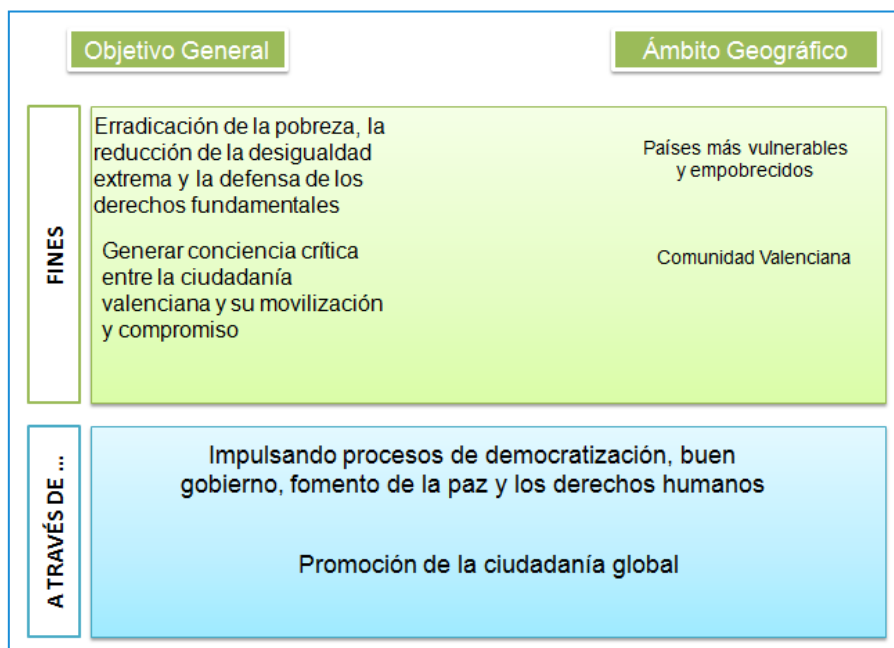 Objetivo General
Ámbito Geográfico
FINES
Erradicación de la pobreza, la
reducción de la desigualdad
extrema y la defensa de los
derechos fundamentales
Países más vulnerables
y empobrecidos
Generar conciencia crítica
entre la ciudadanía
valenciana y su movilización
y compromiso
Comunidad Valenciana
A TRAVÉS DE ...
Impulsando procesos de democratización, buen
gobierno, fomento de la paz y los derechos humanos
Promoción de la ciudadanía global